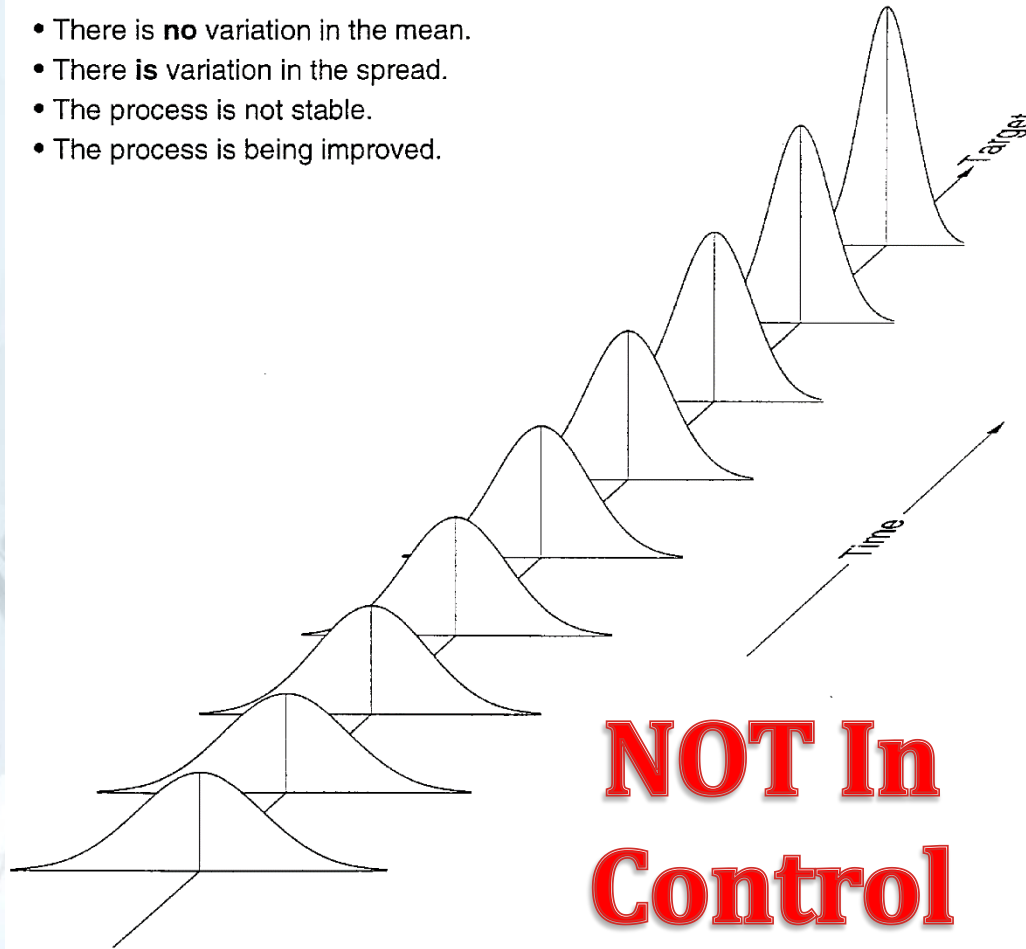 • There is no variation in the mean.
• There is variation in the spread.
• The process is not stable.
• The process is being improved.
Target
Time
NOT In
Control